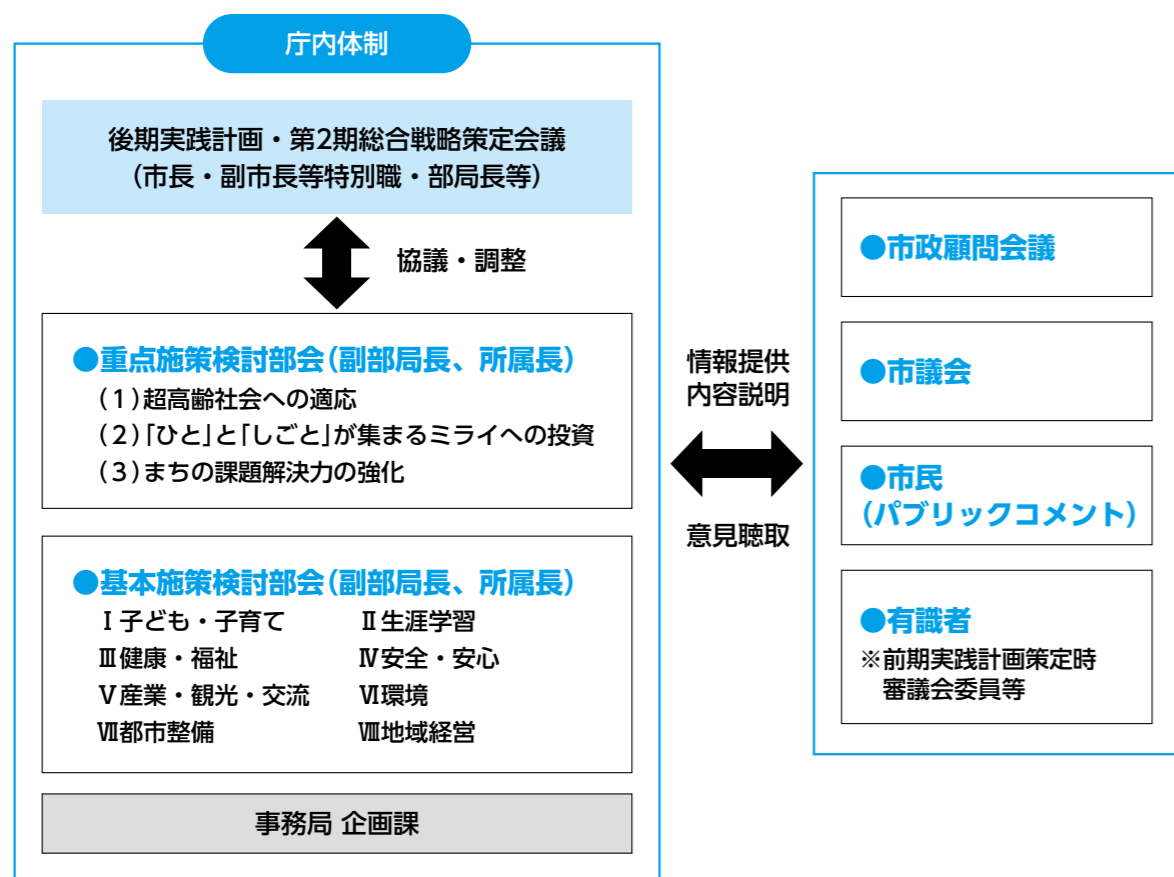 庁内体制
後期実践計画・第2期総合戦略策定会議
（市長・副市長等特別職・部局長等）
協議・調整
●重点施策検討部会（副部局長、所属長）
（1）超高齢社会への適応
（2）「ひと」と「しごと」が集まるミライへの投資
（3）まちの課題解決力の強化
●基本施策検討部会（副部局長、所属長）
Ⅰ子ども・子育て　Ⅱ生涯学習
Ⅲ健康・福祉　Ⅳ安全・安心
Ⅴ産業・観光・交流　Ⅵ環境
Ⅶ都市整備　Ⅷ地域経営
事務局 企画課
情報提供
内容説明
意見聴取
●市政顧問会議
●市議会
●市民
（パブリックコメント）
●有識者
※前期実践計画策定時
審議会委員等